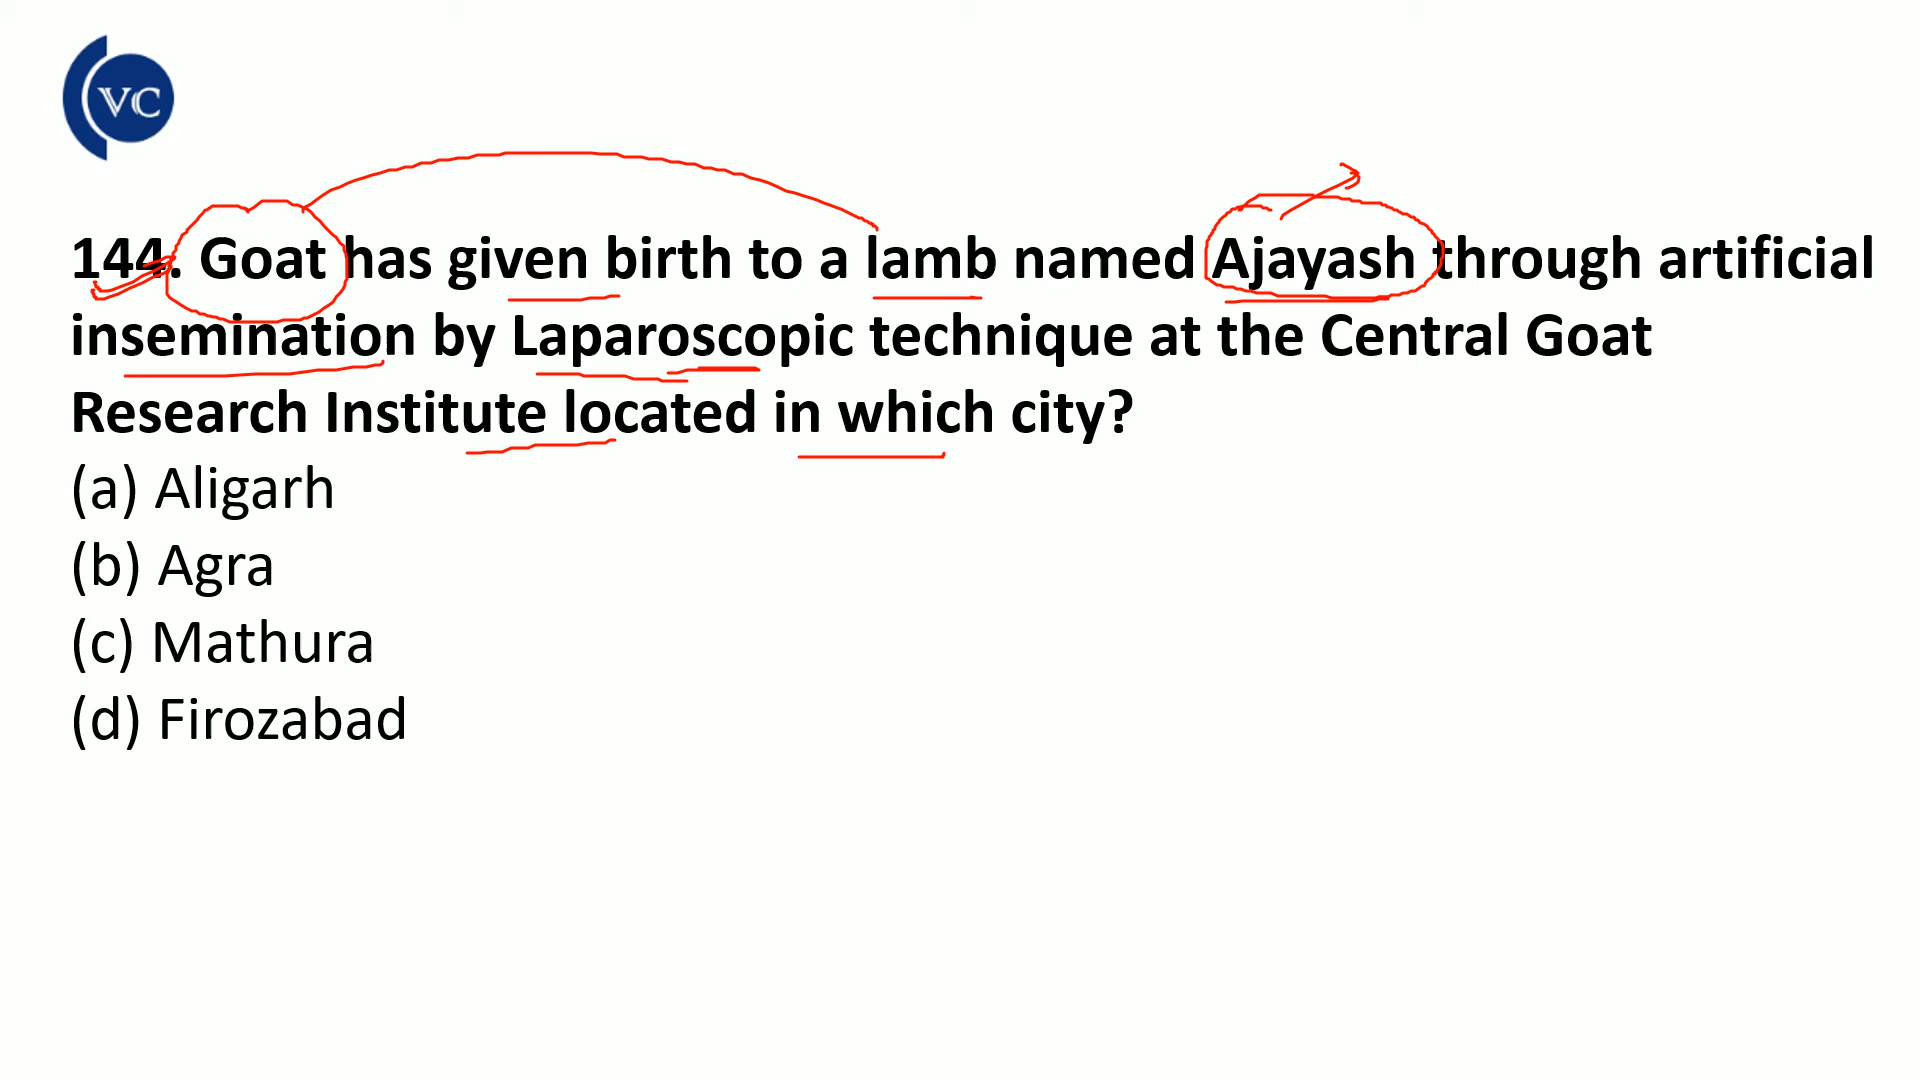 VC
144. Goat has given birth to a lamb named Ajayash through artificial
insemination by Laparoscopic technique at the Central Goat
Research Institute located in which city?
(a) Aligarh
(b) Agra
(c) Mathura
(d) Firozabad